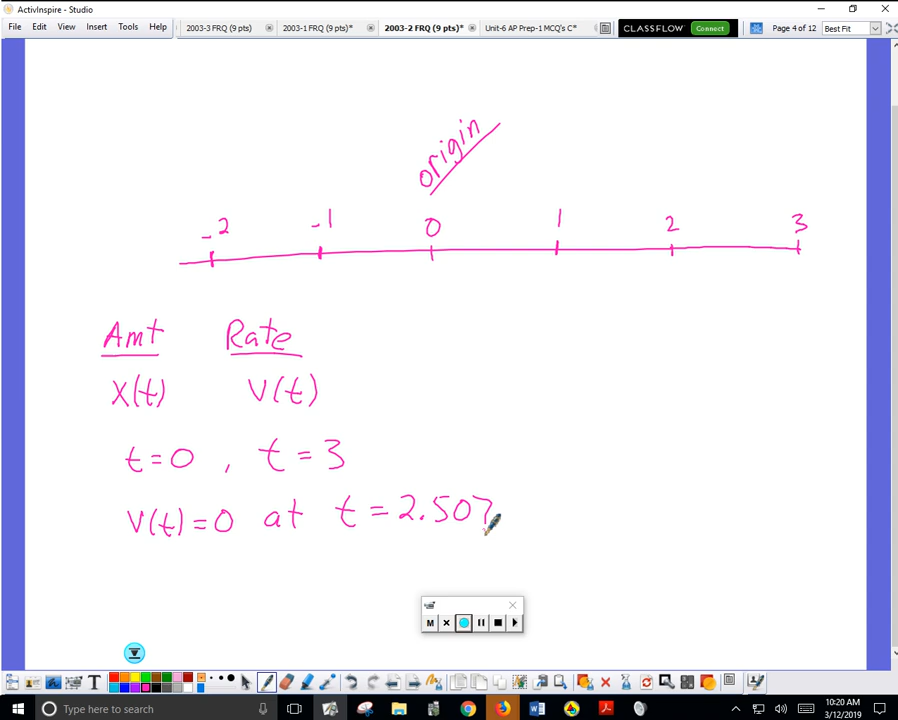 ActivInspire - Studio
File Edit View Insert Tools Help
2003-3 FRQ (9 pts) 2003-1 FRQ (9 pts)* 2003-2 FRQ (9 pts)* Unit-6 AP Prep-1 MCQ's C* CLASSFLOW Connect Page 4 of 12 Best Fit
origin
-2 -1 0 1 2 3
Amt Rate
X(t) V(t)
t=0 , t=3
V(t)=0 at t=2.507
M
T
Type here to search
10:20 AM
3/12/2019